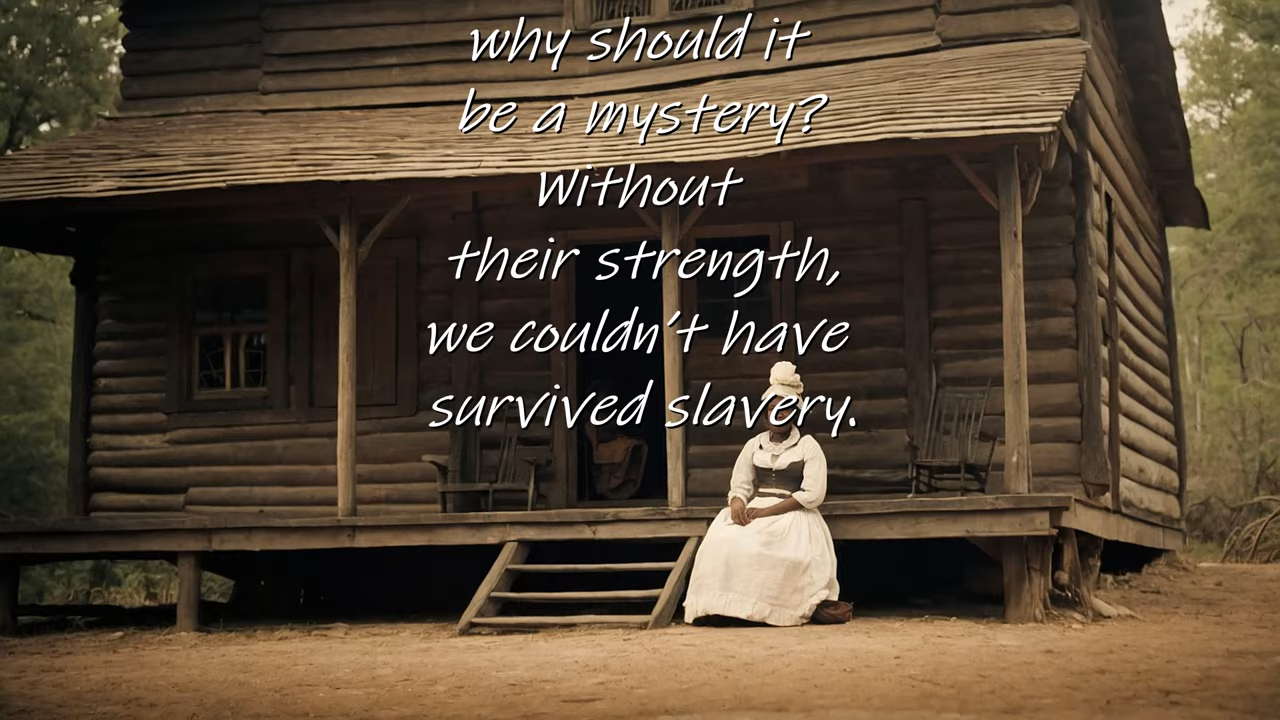 why should it
be a mystery?
Without
their strength,
we couldn't have
survived slavery.